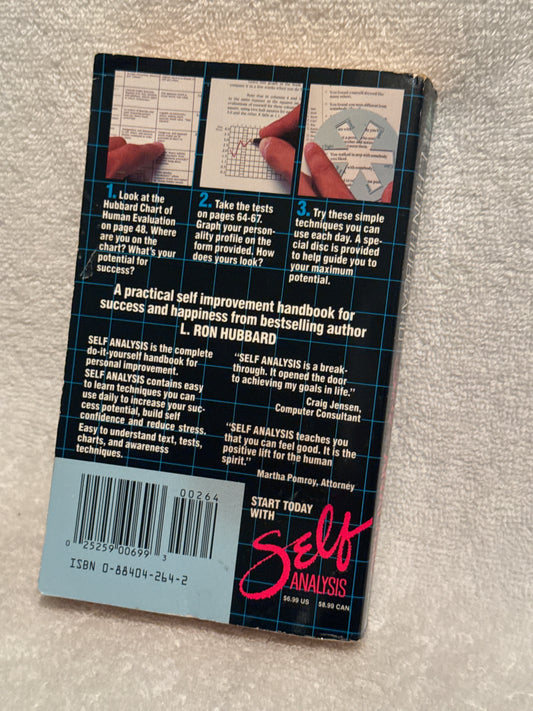 1. Look at the
Hubbard Chart of
Human Evaluation
on page 48. Where
are you on the
chart? What's your
potential for
success?
2. Take the tests
on pages 64-67.
Graph your person-
ality profile on the
form provided. How
does yours look?
3. Try these simple
techniques you can
use each day. A spe-
cial disc is provided
to help guide you to
your maximum
potential.
A practical self improvement handbook for
success and happiness from bestselling author
L. RON HUBBARD
SELF ANALYSIS is the complete
do-it-yourself handbook for
personal improvement.
SELF ANALYSIS contains easy
to learn techniques you can
use daily to increase your suc-
cess potential, build self
confidence and reduce stress.
Easy to understand text, tests,
charts, and awareness
techniques.
"SELF ANALYSIS is a break-
through. It opened the door
to achieving my goals in life."
Craig Jensen,
Computer Consultant
"SELF ANALYSIS teaches you
that you can feel good. It is the
positive lift for the human
spirit."
Martha Pomroy, Attorney
00264
0 25259 00699 3
ISBN 0-88404-264-2
START TODAY
WITH
Self
ANALYSIS
$6.99 US $8.99 CAN